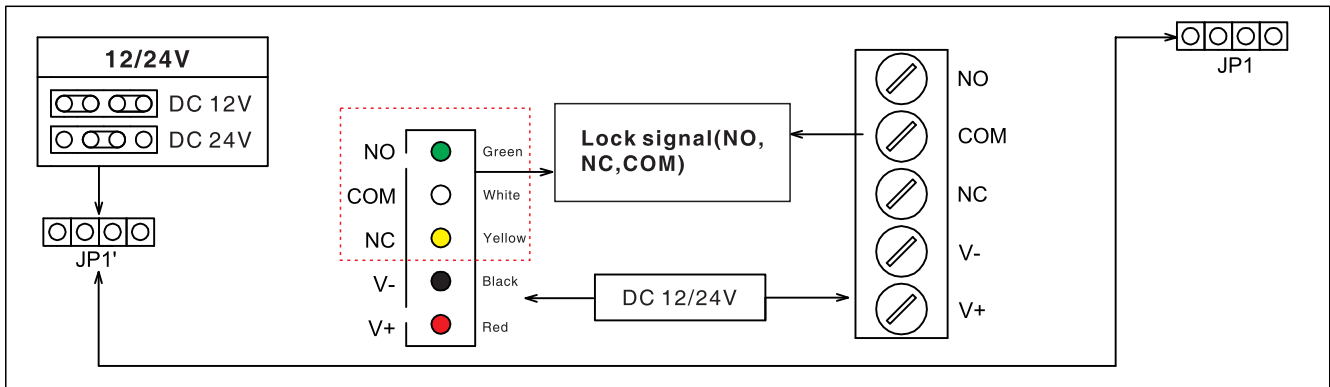 12/24V
DC 12V
DC 24V
JP1'
NO Green
COM White
NC Yellow
V- Black
V+ Red
Lock signal(NO,
NC,COM)
DC 12/24V
NO
COM
NC
V-
V+
JP1